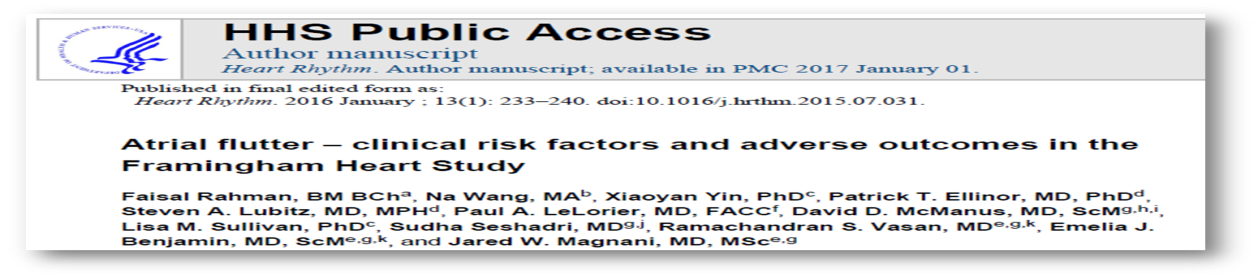 HHS Public Access
Author manuscript
Heart Rhythm. Author manuscript; available in PMC 2017 January 01.
Published in final edited form as:
Heart Rhythm. 2016 January ; 13(1): 233–240. doi:10.1016/j.hrthm.2015.07.031.
Atrial flutter – clinical risk factors and adverse outcomes in the
Framingham Heart Study
Faisal Rahman, BM BChᵃ, Na Wang, MAᵇ, Xiaoyan Yin, PhDᶜ, Patrick T. Ellinor, MD, PhDᵈ,
Steven A. Lubitz, MD, MPHᵈ, Paul A. LeLorier, MD, FACCᶠ, David D. McManus, MD, ScMᵍ,ʰ,ⁱ,
Lisa M. Sullivan, PhDᶜ, Sudha Seshadri, MDᵍ,ʲ, Ramachandran S. Vasan, MDᵉ,ᵍ,ᵏ, Emelia J.
Benjamin, MD, ScMᵉ,ᵍ,ᵏ, and Jared W. Magnani, MD, MScᵉ,ᵍ